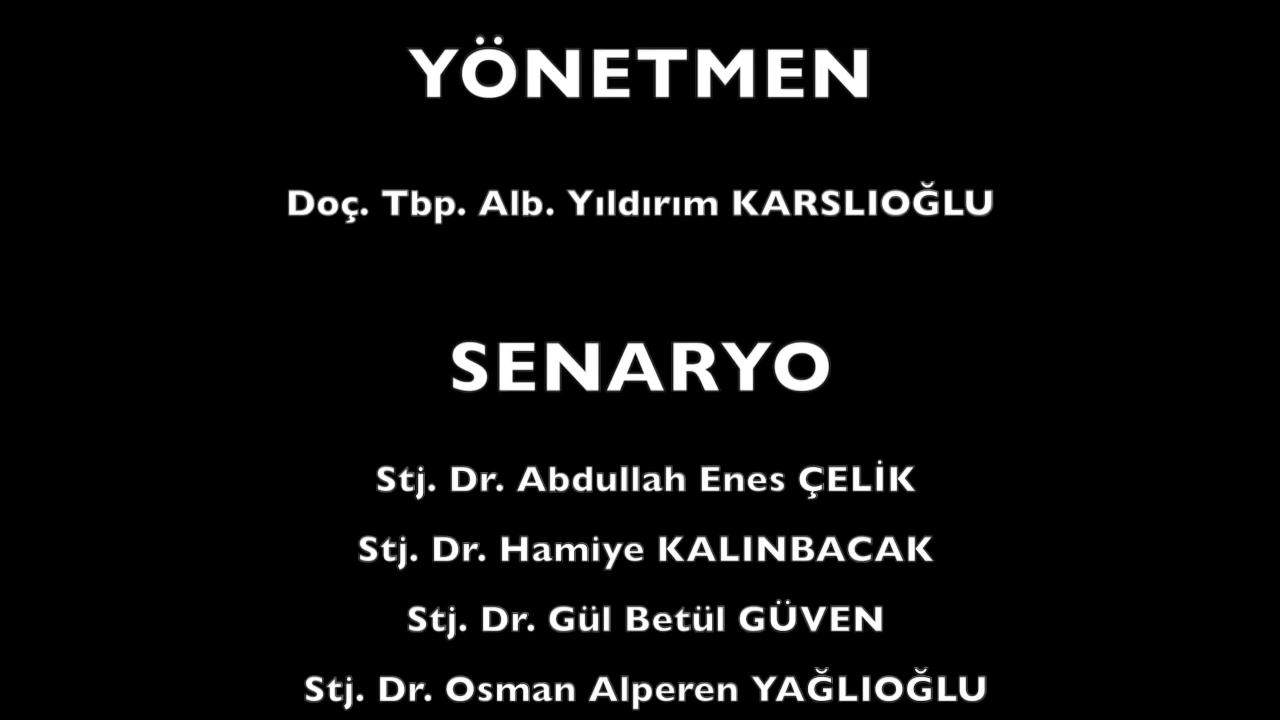 YÖNETMEN
Doç. Tbp. Alb. Yıldırım KARSLIOĞLU
SENARYO
Stj. Dr. Abdullah Enes ÇELİK
Stj. Dr. Hamiye KALINBACAK
Stj. Dr. Gül Betül GÜVEN
Stj. Dr. Osman Alperen YAĞLIOĞLU